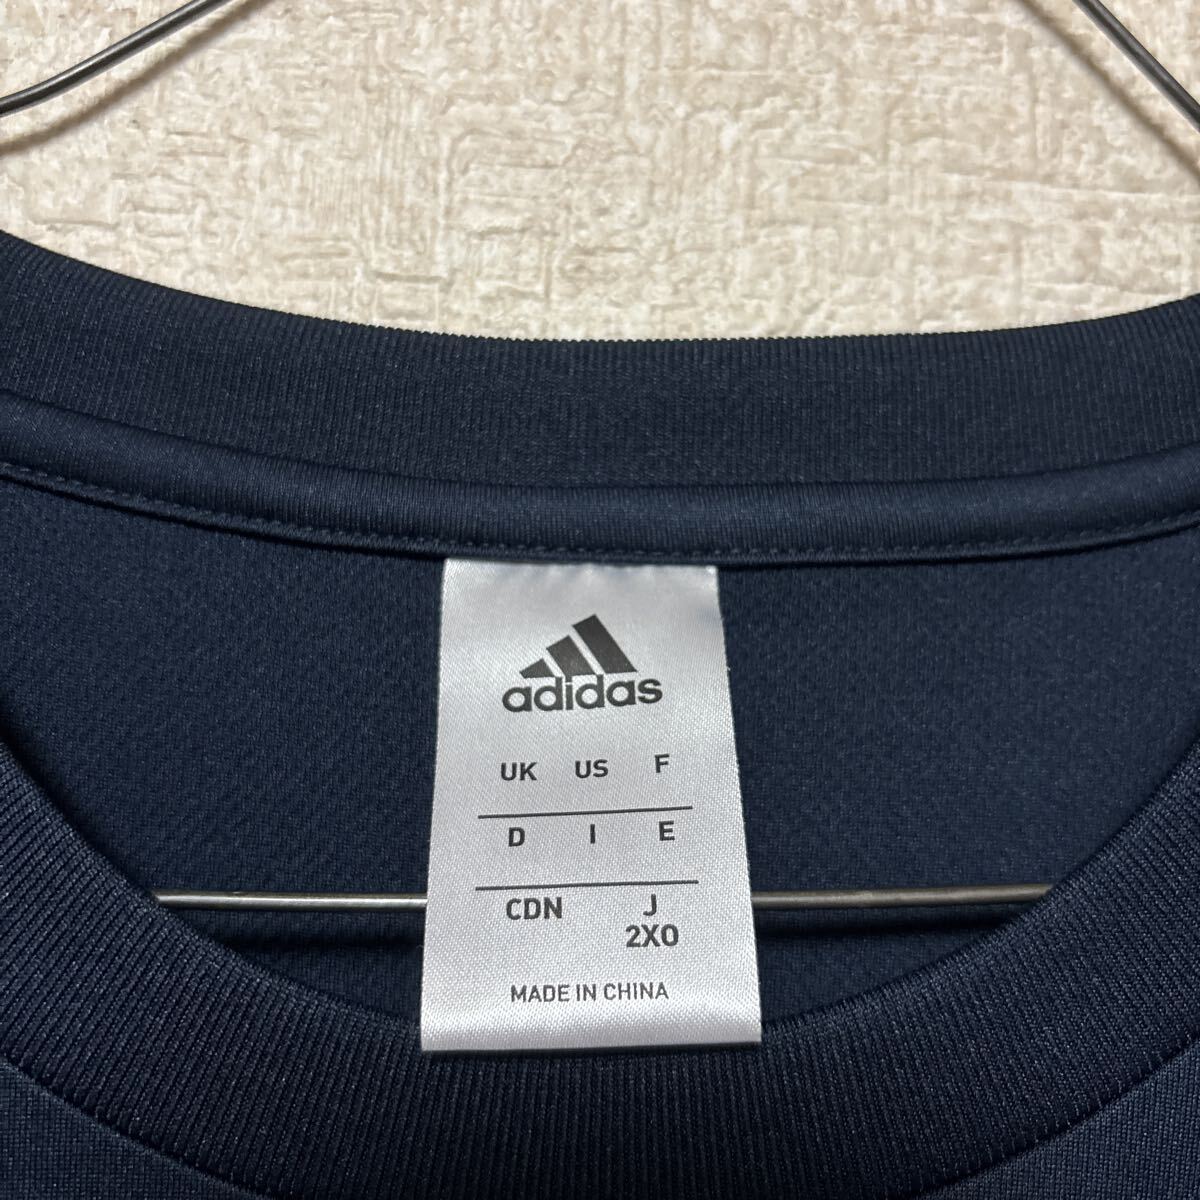 adidas
UK US F
D I E
CDN J
2XO
MADE IN CHINA